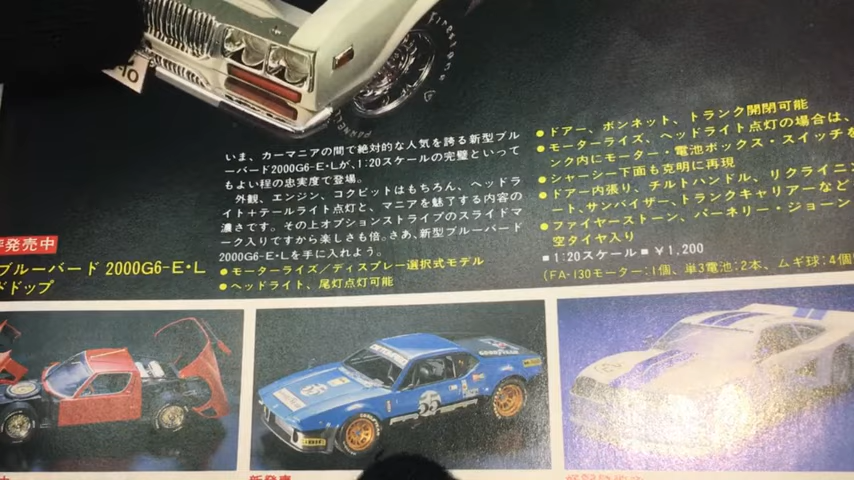 いま、カーマニアの間で絶対的な人気を誇る新型ブル
ーバード2000G6-E・Lが、1:20スケールの完璧といって
もよい程の忠実度で登場。
外観、エンジン、コクピットはもちろん、ヘッドラ
イト+テールライト点灯と、マニアを魅了する内容の
濃さです。その上オプションストライプのスライドマ
ーク入りですから楽しさも倍。さあ、新型ブルーバード
2000G6-E・Lを手に入れよう。
●モーターライズ/ディスプレー選択式モデル
●ヘッドライト、尾灯点灯可能
●ドアー、ボンネット、トランク開閉可能
●モーターライズ、ヘッドライト点灯の場合は、
ンク内にモーター・電池ボックス・スイッチを
●シャーシー下面も克明に再現
●ドアー内張り、チルトハンドル、リクライニン
ート、サンバイザー、トランクキャリアーなど
●ファイヤーストーン、パーネリー・ジョーン
空タイヤ入り
■1:20スケール■¥1,200
(FA-130モーター:1個、単3電池:2本、ムギ球:4個
発売中
ブルーバード 2000G6-E・L
ドドップ
Firestone
GOODYEAR
55
新発売